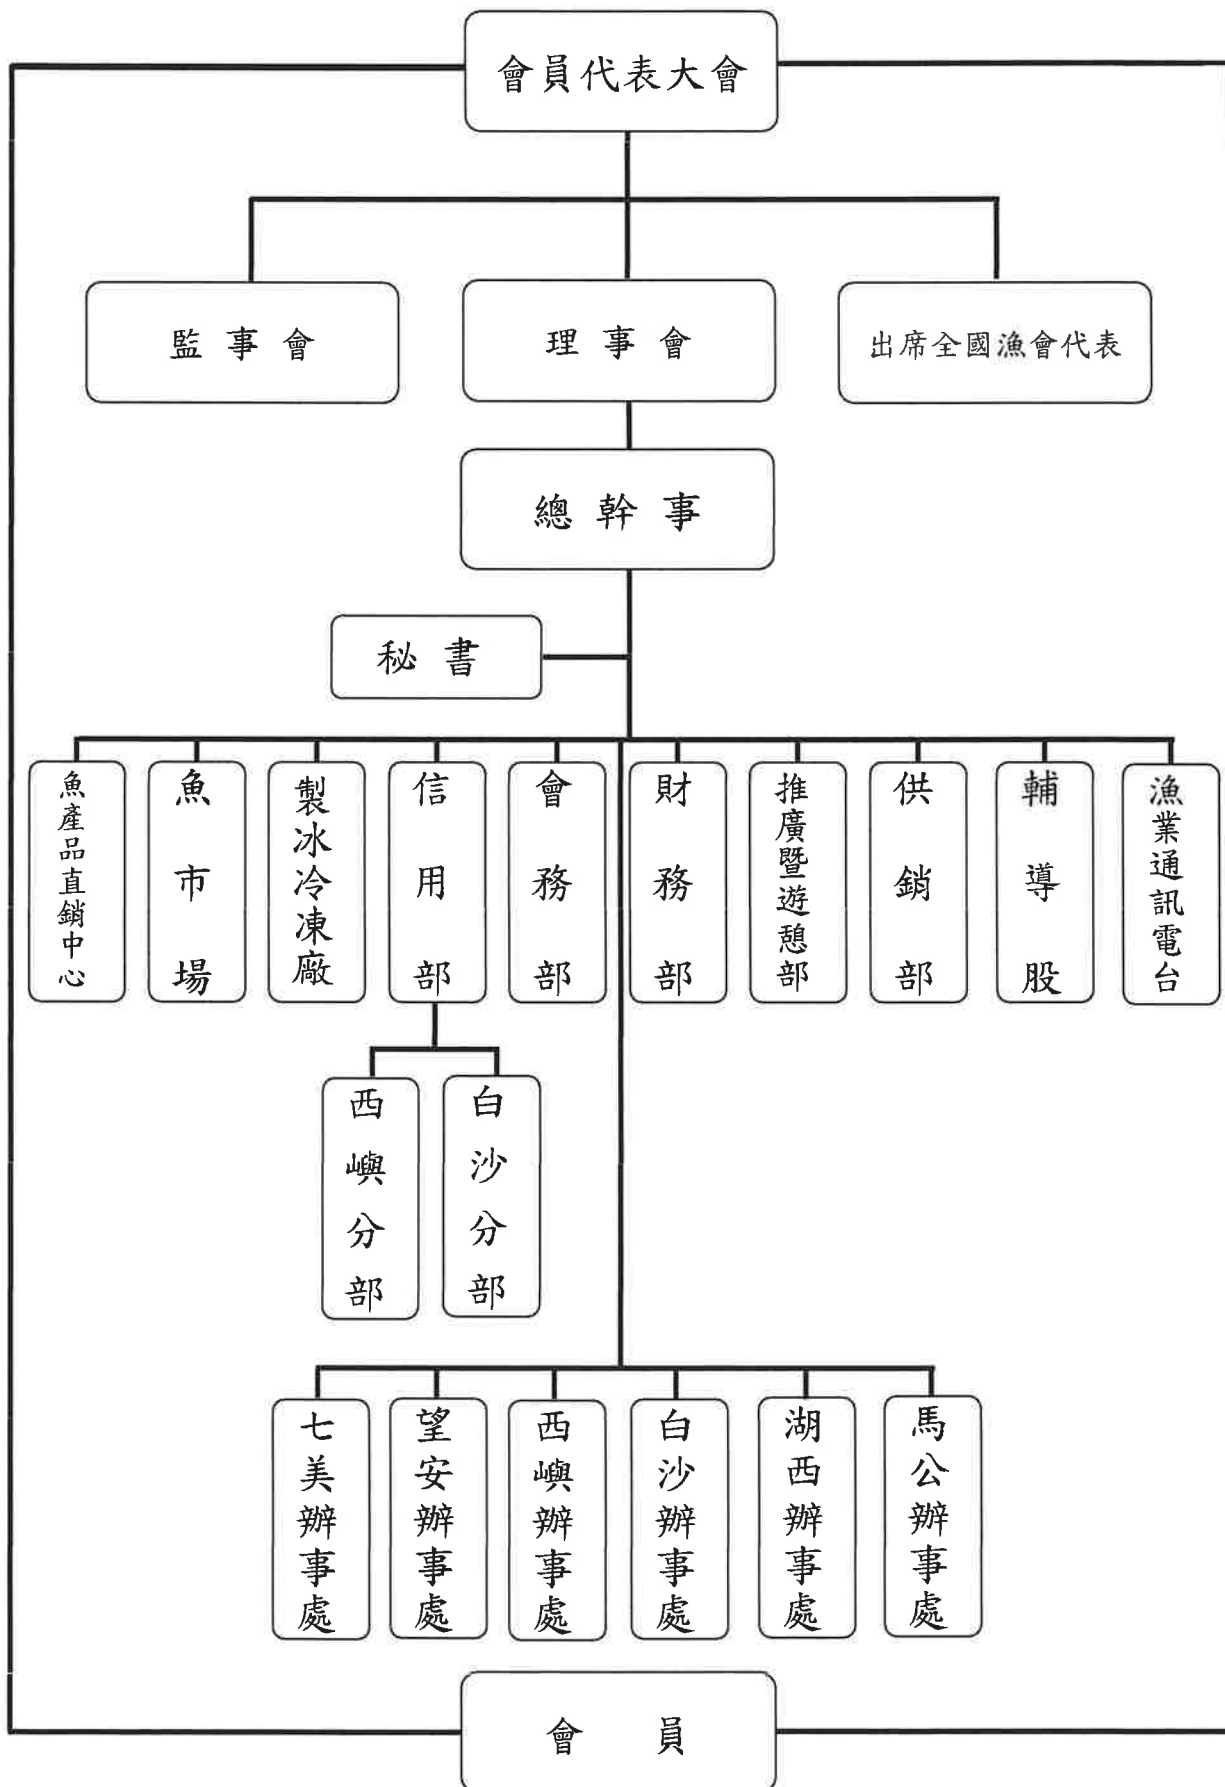 會員代表大會
監事會
理事會
出席全國漁會代表
總幹事
秘書
魚產品直銷中心
魚市場
製冰冷凍廠
信用部
會務部
財務部
推廣暨遊憩部
供銷部
輔導股
漁業通訊電台
西嶼分部
白沙分部
七美辦事處
望安辦事處
西嶼辦事處
白沙辦事處
湖西辦事處
馬公辦事處
會員